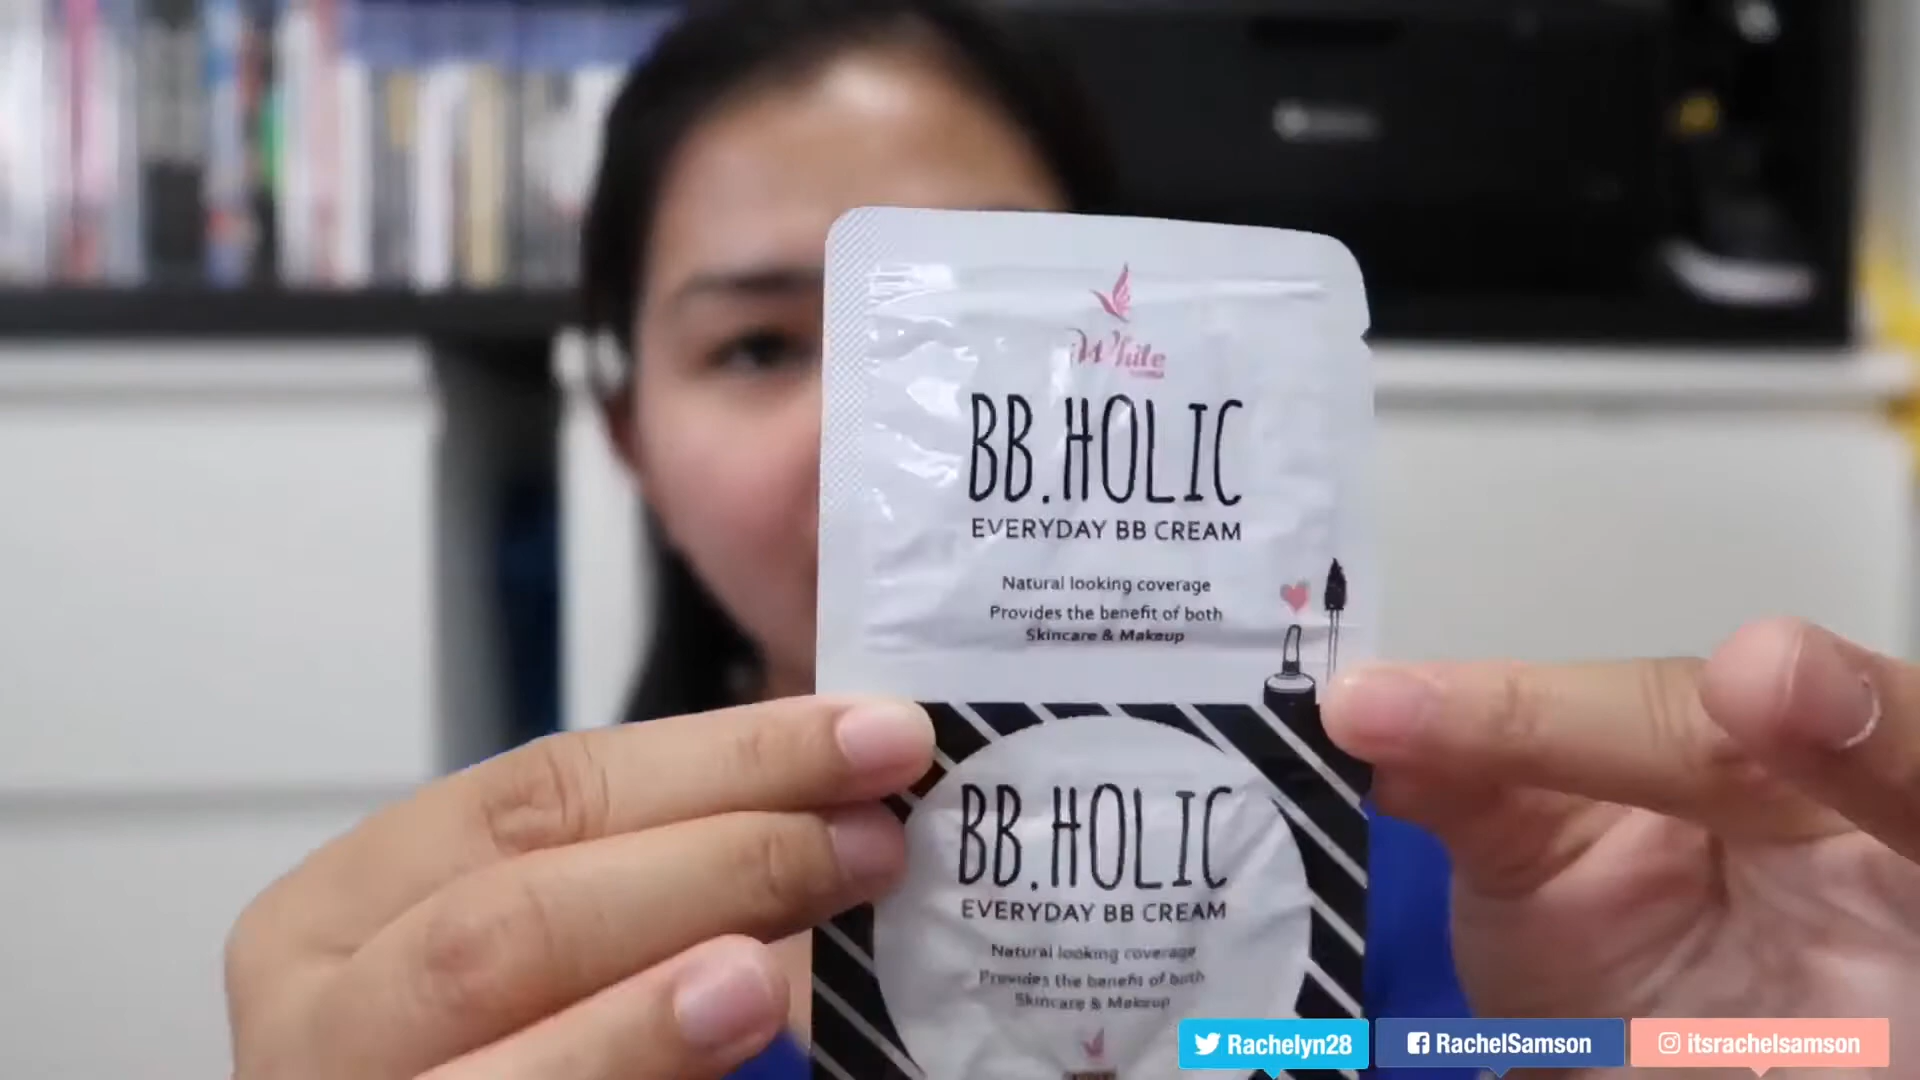 iWhite
BB.HOLIC
EVERYDAY BB CREAM
Natural looking coverage
Provides the benefit of both
Skincare & Makeup
BB.HOLIC
EVERYDAY BB CREAM
Natural looking coverage
Provides the benefit of both
Skincare & Makeup
Rachelyn28
RachelSamson
itsrachelsamson